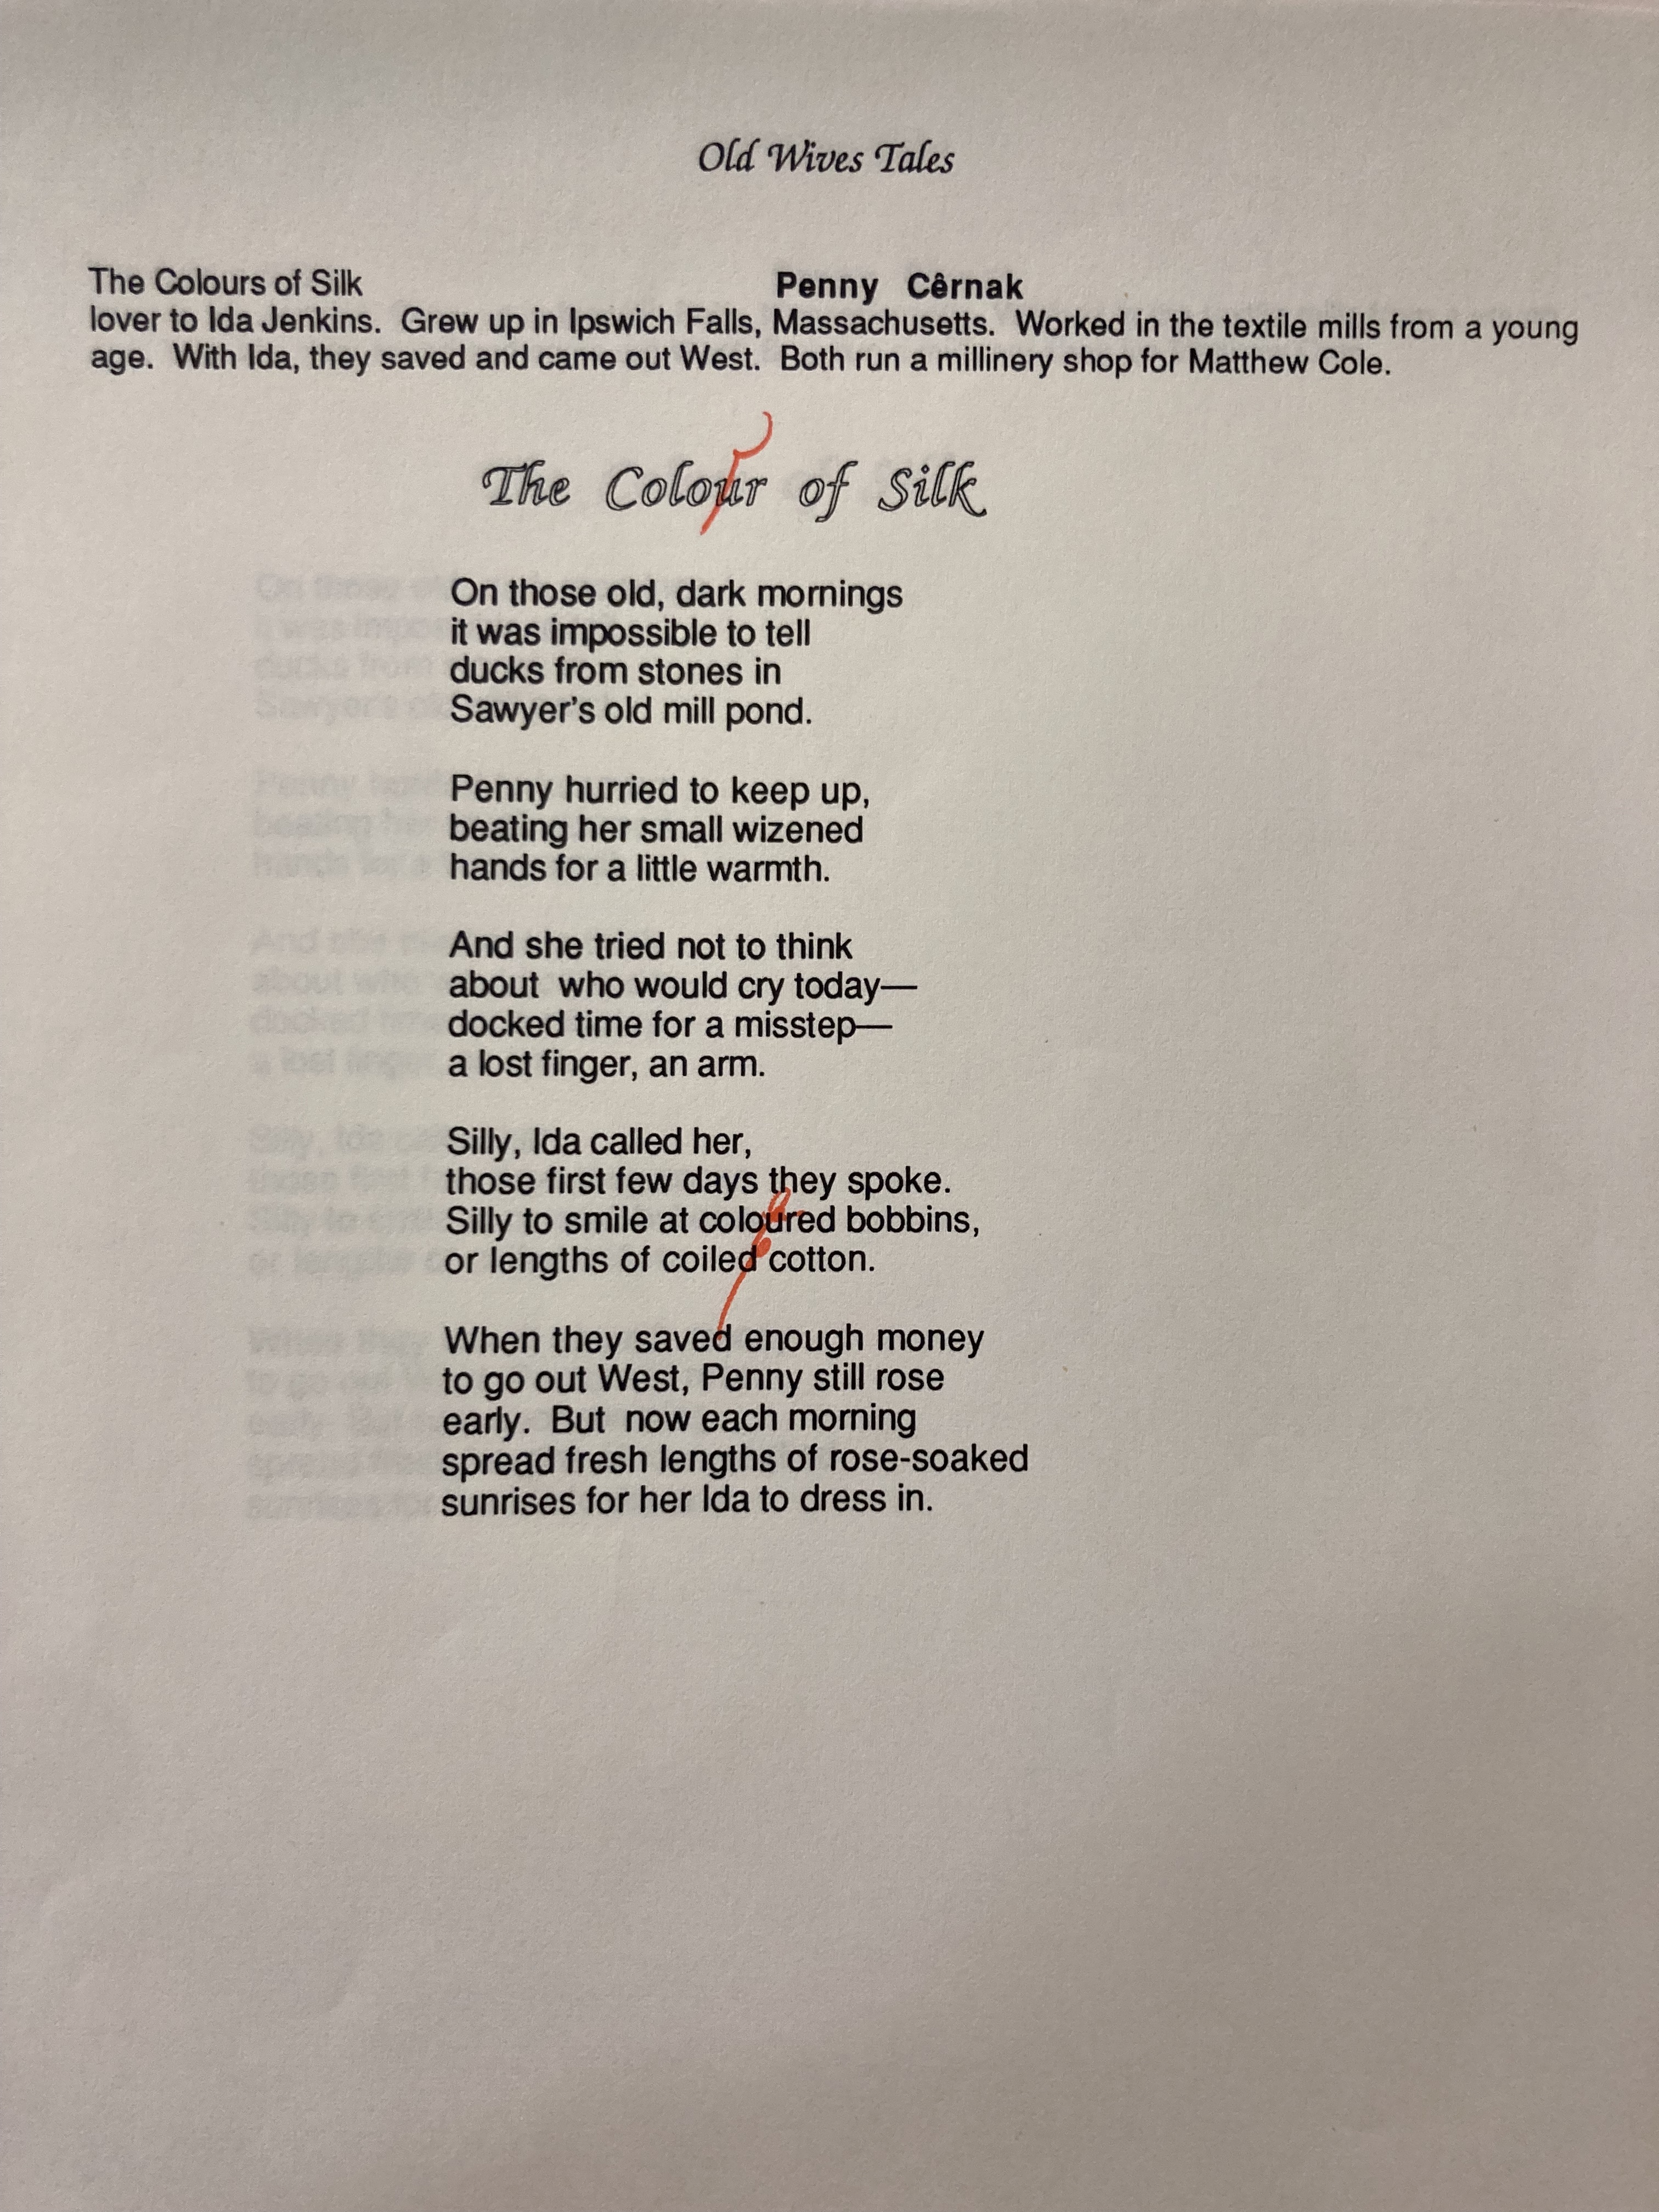 Old Wives Tales
The Colours of Silk Penny Cêrnak
lover to Ida Jenkins. Grew up in Ipswich Falls, Massachusetts. Worked in the textile mills from a young
age. With Ida, they saved and came out West. Both run a millinery shop for Matthew Cole.
The Colour of Silk
On those old, dark mornings
it was impossible to tell
ducks from stones in
Sawyer's old mill pond.
Penny hurried to keep up,
beating her small wizened
hands for a little warmth.
And she tried not to think
about who would cry today—
docked time for a misstep—
a lost finger, an arm.
Silly, Ida called her,
those first few days they spoke.
Silly to smile at coloured bobbins,
or lengths of coiled cotton.
When they saved enough money
to go out West, Penny still rose
early. But now each morning
spread fresh lengths of rose-soaked
sunrises for her Ida to dress in.